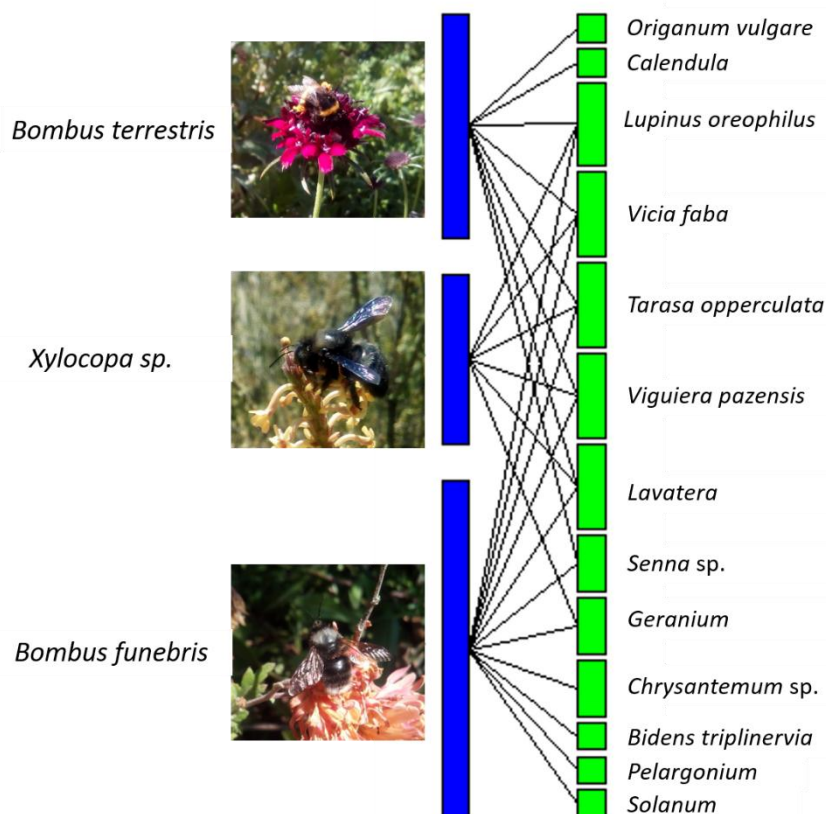 Origanum vulgare
Calendula
Bombus terrestris
Lupinus oreophilus
Vicia faba
Tarasa opperculata
Xylocopa sp.
Viguiera pazensis
Lavatera
Senna sp.
Geranium
Bombus funebris
Chrysantemum sp.
Bidens triplinervia
Pelargonium
Solanum